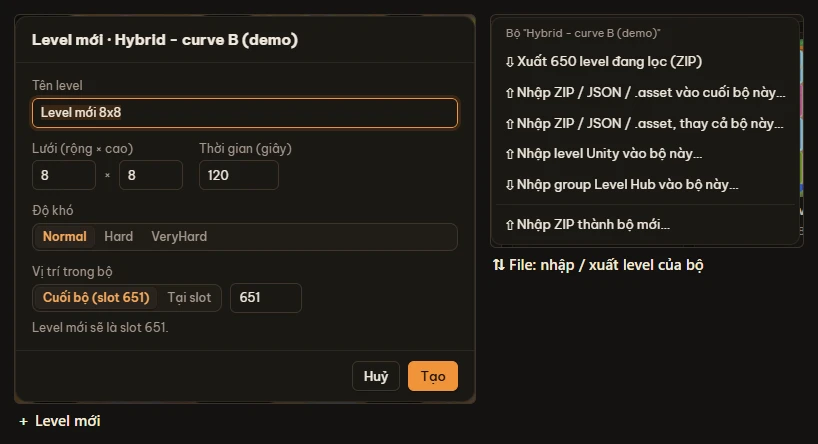 Level mới · Hybrid - curve B (demo)
Tên level
Level mới 8x8
Lưới (rộng × cao)
Thời gian (giây)
8 × 8
120
Độ khó
Normal Hard VeryHard
Vị trí trong bộ
Cuối bộ (slot 651) Tại slot 651
Level mới sẽ là slot 651.
Huỷ Tạo
+ Level mới
Bộ "Hybrid - curve B (demo)"
⇩ Xuất 650 level đang lọc (ZIP)
⇧ Nhập ZIP / JSON / .asset vào cuối bộ này...
⇧ Nhập ZIP / JSON / .asset, thay cả bộ này...
⇧ Nhập level Unity vào bộ này...
⇩ Nhập group Level Hub vào bộ này...
⇧ Nhập ZIP thành bộ mới...
⇅ File: nhập / xuất level của bộ